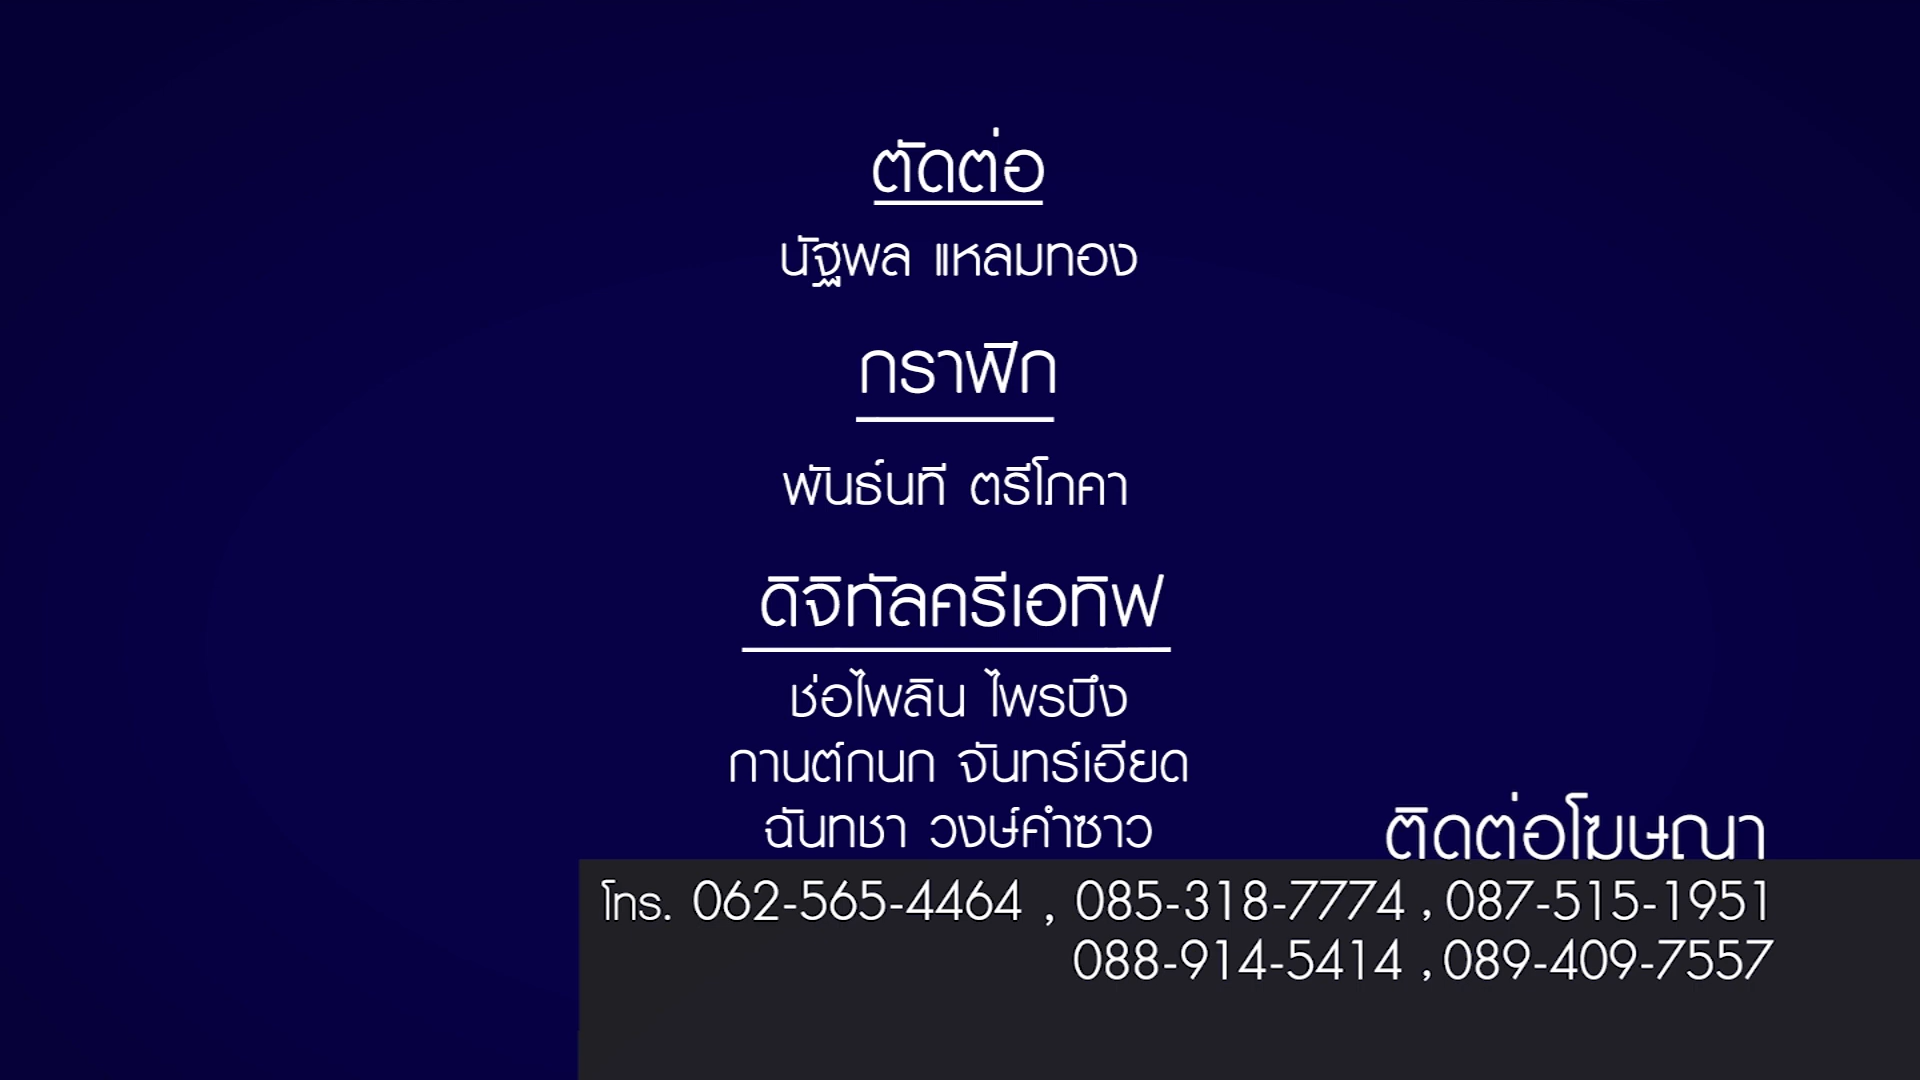 ตัดต่อ
นัฐพล แหลมทอง
กราฟิก
พันธ์นที ตรีโภคา
ดิจิทัลครีเอทิฟ
ช่อไพลิน ไพรบึง
กานต์กนก จันทร์เอียด
ฉันทชา วงษ์คำซาว
ติดต่อโฆษณา
โทร. 062-565-4464 , 085-318-7774 , 087-515-1951
088-914-5414 , 089-409-7557